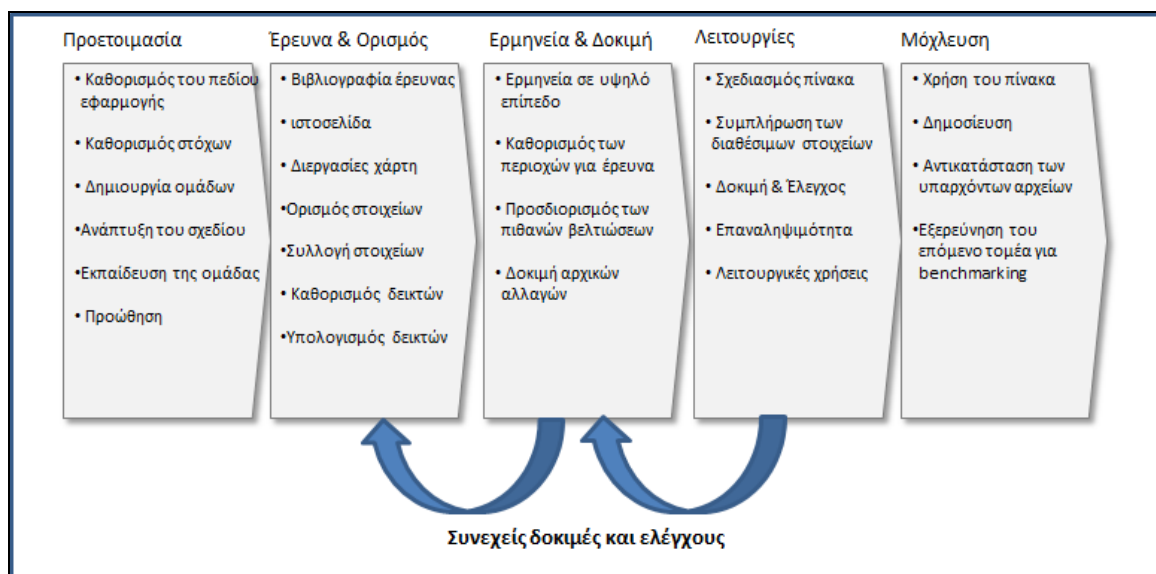 Προετοιμασία
• Καθορισμός του πεδίου
εφαρμογής
• Καθορισμός στόχων
• Δημιουργία ομάδων
•Ανάπτυξη του σχεδίου
•Εκπαίδευση της ομάδας
• Προώθηση
Έρευνα & Ορισμός
• Βιβλιογραφία έρευνας
• ιστοσελίδα
• Διεργασίες χάρτη
•Ορισμός στοιχείων
•Συλλογή στοιχείων
• Καθορισμός δεικτών
•Υπολογισμός δεικτών
Ερμηνεία & Δοκιμή
• Ερμηνεία σε υψηλό
επίπεδο
• Καθορισμός των
περιοχών για έρευνα
• Προσδιορισμός των
πιθανών βελτιώσεων
• Δοκιμή αρχικών
αλλαγών
Λειτουργίες
• Σχεδιασμός πίνακα
• Συμπλήρωση των
διαθέσιμων στοιχείων
• Δοκιμή & Έλεγχος
• Επαναληψιμότητα
• Λειτουργικές χρήσεις
Μόχλευση
• Χρήση του πίνακα
• Δημοσίευση
• Αντικατάσταση των
υπαρχόντων αρχείων
•Εξερεύνηση του
επόμενο τομέα για
benchmarking
Συνεχείς δοκιμές και ελέγχους